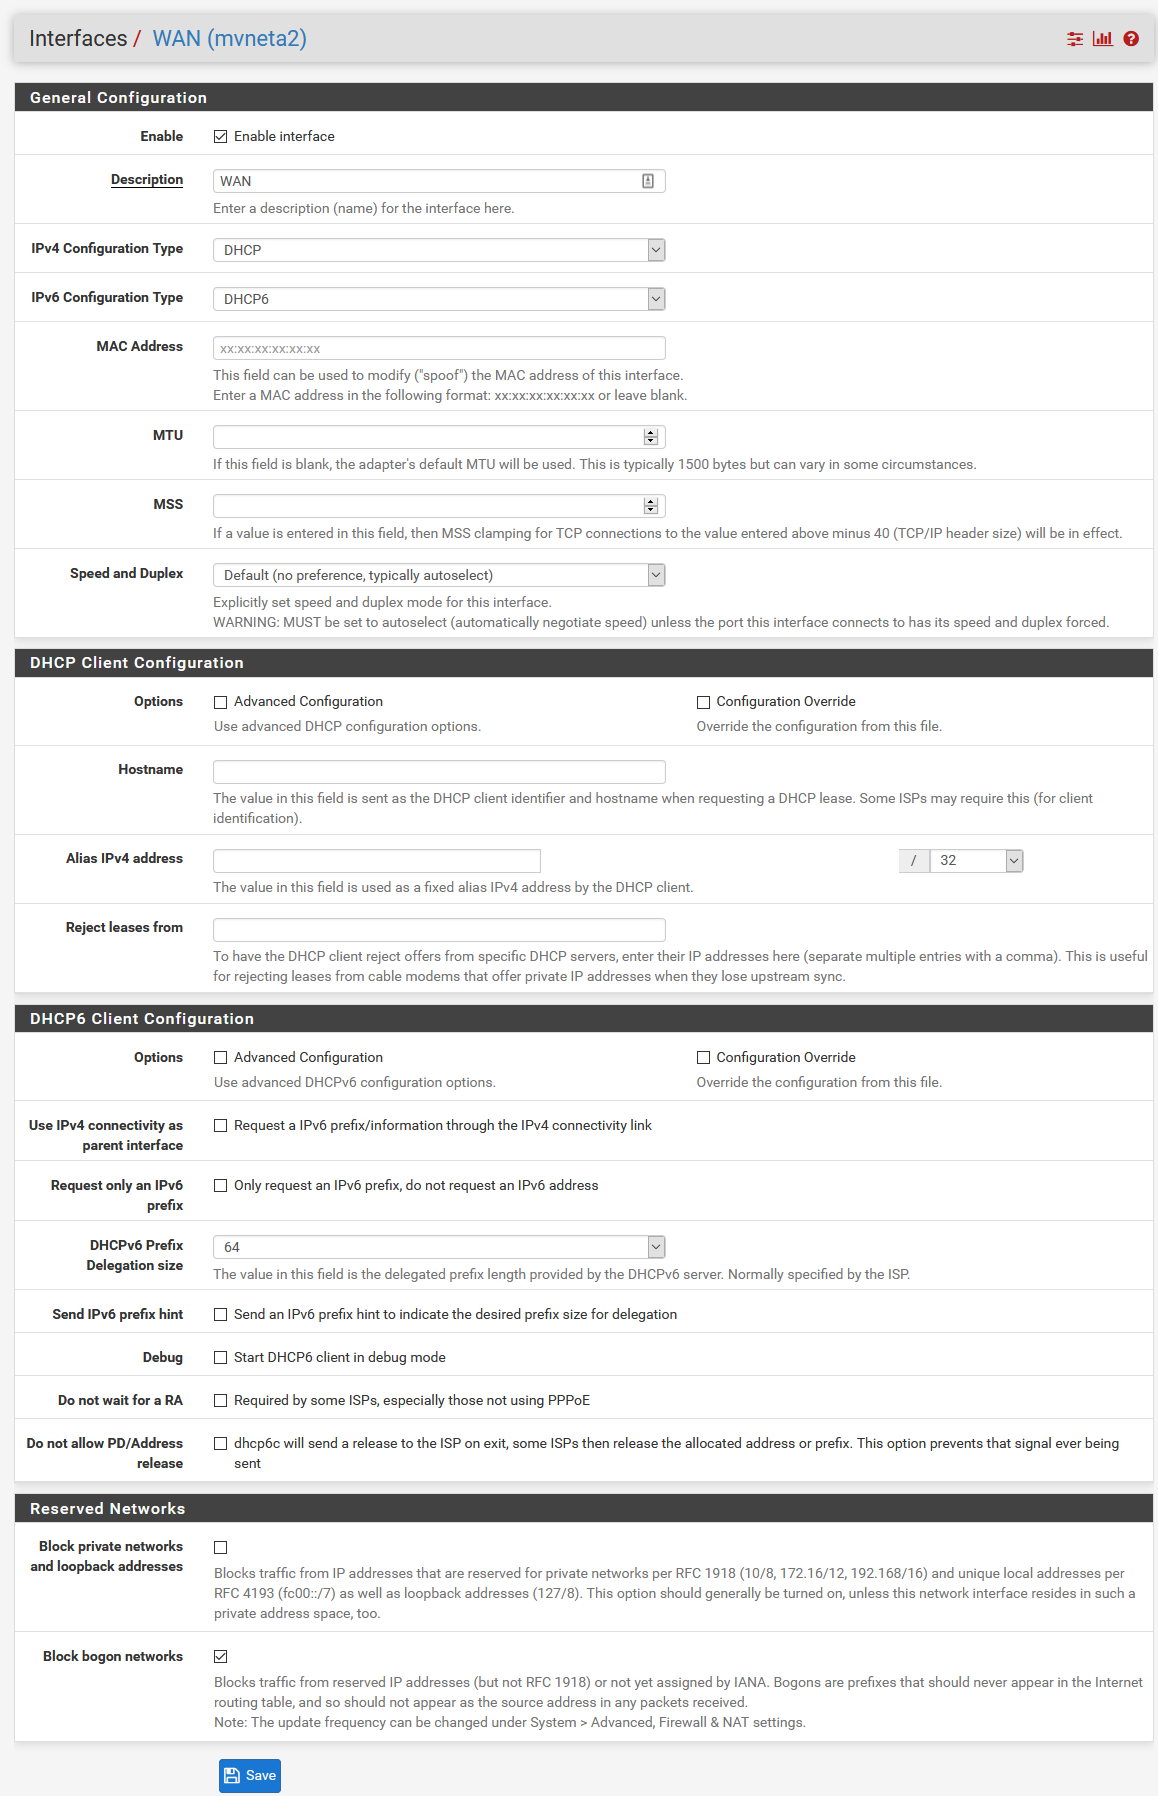 Interfaces / WAN (mvneta2)
General Configuration
Enable
Enable interface
Description
WAN
Enter a description (name) for the interface here.
IPv4 Configuration Type
DHCP
IPv6 Configuration Type
DHCP6
MAC Address
xx:xx:xx:xx:xx:xx
This field can be used to modify ("spoof") the MAC address of this interface.
Enter a MAC address in the following format: xx:xx:xx:xx:xx:xx or leave blank.
MTU
If this field is blank, the adapter's default MTU will be used. This is typically 1500 bytes but can vary in some circumstances.
MSS
If a value is entered in this field, then MSS clamping for TCP connections to the value entered above minus 40 (TCP/IP header size) will be in effect.
Speed and Duplex
Default (no preference, typically autoselect)
Explicitly set speed and duplex mode for this interface.
WARNING: MUST be set to autoselect (automatically negotiate speed) unless the port this interface connects to has its speed and duplex forced.
DHCP Client Configuration
Options
Advanced Configuration
Configuration Override
Use advanced DHCP configuration options.
Override the configuration from this file.
Hostname
The value in this field is sent as the DHCP client identifier and hostname when requesting a DHCP lease. Some ISPs may require this (for client
identification).
Alias IPv4 address
/ 32
The value in this field is used as a fixed alias IPv4 address by the DHCP client.
Reject leases from
To have the DHCP client reject offers from specific DHCP servers, enter their IP addresses here (separate multiple entries with a comma). This is useful
for rejecting leases from cable modems that offer private IP addresses when they lose upstream sync.
DHCP6 Client Configuration
Options
Advanced Configuration
Configuration Override
Use advanced DHCPv6 configuration options.
Override the configuration from this file.
Use IPv4 connectivity as
parent interface
Request a IPv6 prefix/information through the IPv4 connectivity link
Request only an IPv6
prefix
Only request an IPv6 prefix, do not request an IPv6 address
DHCPv6 Prefix
Delegation size
64
The value in this field is the delegated prefix length provided by the DHCPv6 server. Normally specified by the ISP.
Send IPv6 prefix hint
Send an IPv6 prefix hint to indicate the desired prefix size for delegation
Debug
Start DHCP6 client in debug mode
Do not wait for a RA
Required by some ISPs, especially those not using PPPoE
Do not allow PD/Address
release
dhcp6c will send a release to the ISP on exit, some ISPs then release the allocated address or prefix. This option prevents that signal ever being
sent
Reserved Networks
Block private networks
and loopback addresses
Blocks traffic from IP addresses that are reserved for private networks per RFC 1918 (10/8, 172.16/12, 192.168/16) and unique local addresses per
RFC 4193 (fc00::/7) as well as loopback addresses (127/8). This option should generally be turned on, unless this network interface resides in such a
private address space, too.
Block bogon networks
Blocks traffic from reserved IP addresses (but not RFC 1918) or not yet assigned by IANA. Bogons are prefixes that should never appear in the Internet
routing table, and so should not appear as the source address in any packets received.
Note: The update frequency can be changed under System > Advanced, Firewall & NAT settings.
Save